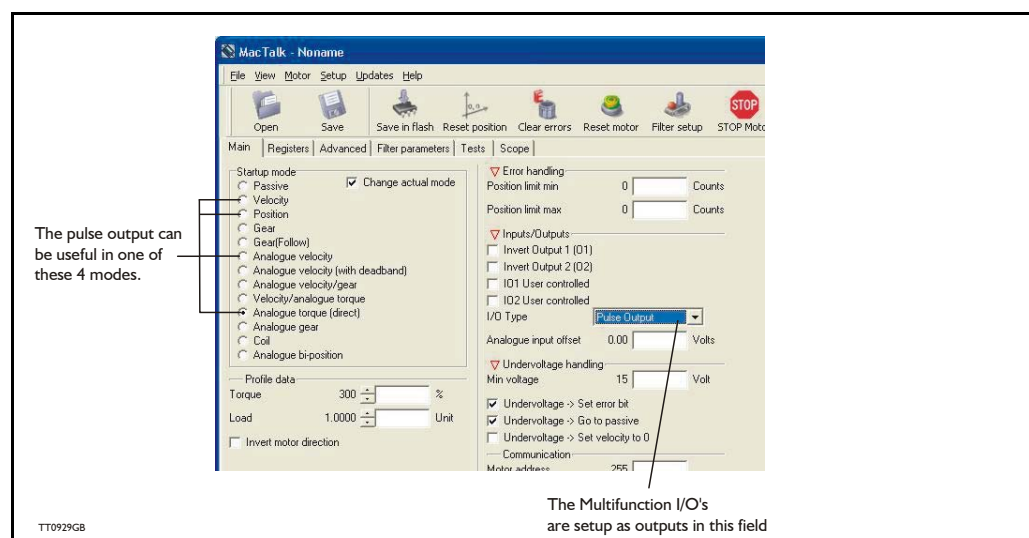 MacTalk - Noname
File View Motor Setup Updates Help
Open Save Save in flash Reset position Clear errors Reset motor Filter setup STOP Moto
STOP
Main Registers Advanced Filter parameters Tests Scope
Startup mode
Change actual mode
Passive
Velocity
Position
Gear
Gear(Follow)
Analogue velocity
Analogue velocity (with deadband)
Analogue velocity/gear
Velocity/analogue torque
Analogue torque (direct)
Analogue gear
Coil
Analogue bi-position
Profile data
Torque 300 %
Load 1.0000 Unit
Invert motor direction
Error handling
Position limit min 0 Counts
Position limit max 0 Counts
Inputs/Outputs
Invert Output 1 (O1)
Invert Output 2 (O2)
IO1 User controlled
IO2 User controlled
I/O Type Pulse Output
Analogue input offset 0.00 Volts
Undervoltage handling
Min voltage 15 Volt
Undervoltage -> Set error bit
Undervoltage -> Go to passive
Undervoltage -> Set velocity to 0
Communication
Motor address 255
The pulse output can
be useful in one of
these 4 modes.
The Multifunction I/O's
are setup as outputs in this field
TT0929GB